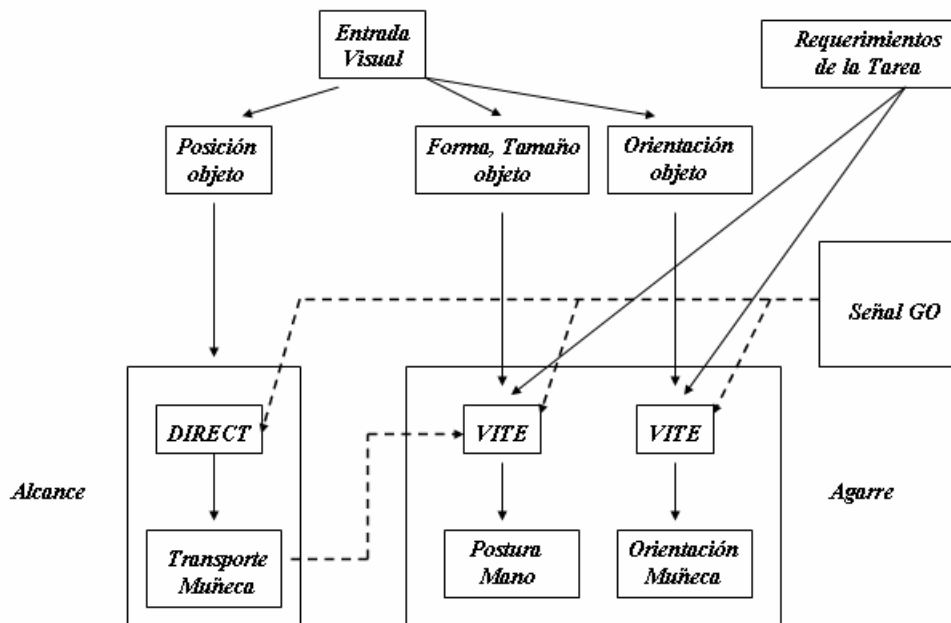 Entrada
Visual
Requerimientos
de la Tarea
Posición
objeto
Forma, Tamaño
objeto
Orientación
objeto
Señal GO
DIRECT
VITE
VITE
Alcance
Agarre
Transporte
Muñeca
Postura
Mano
Orientación
Muñeca